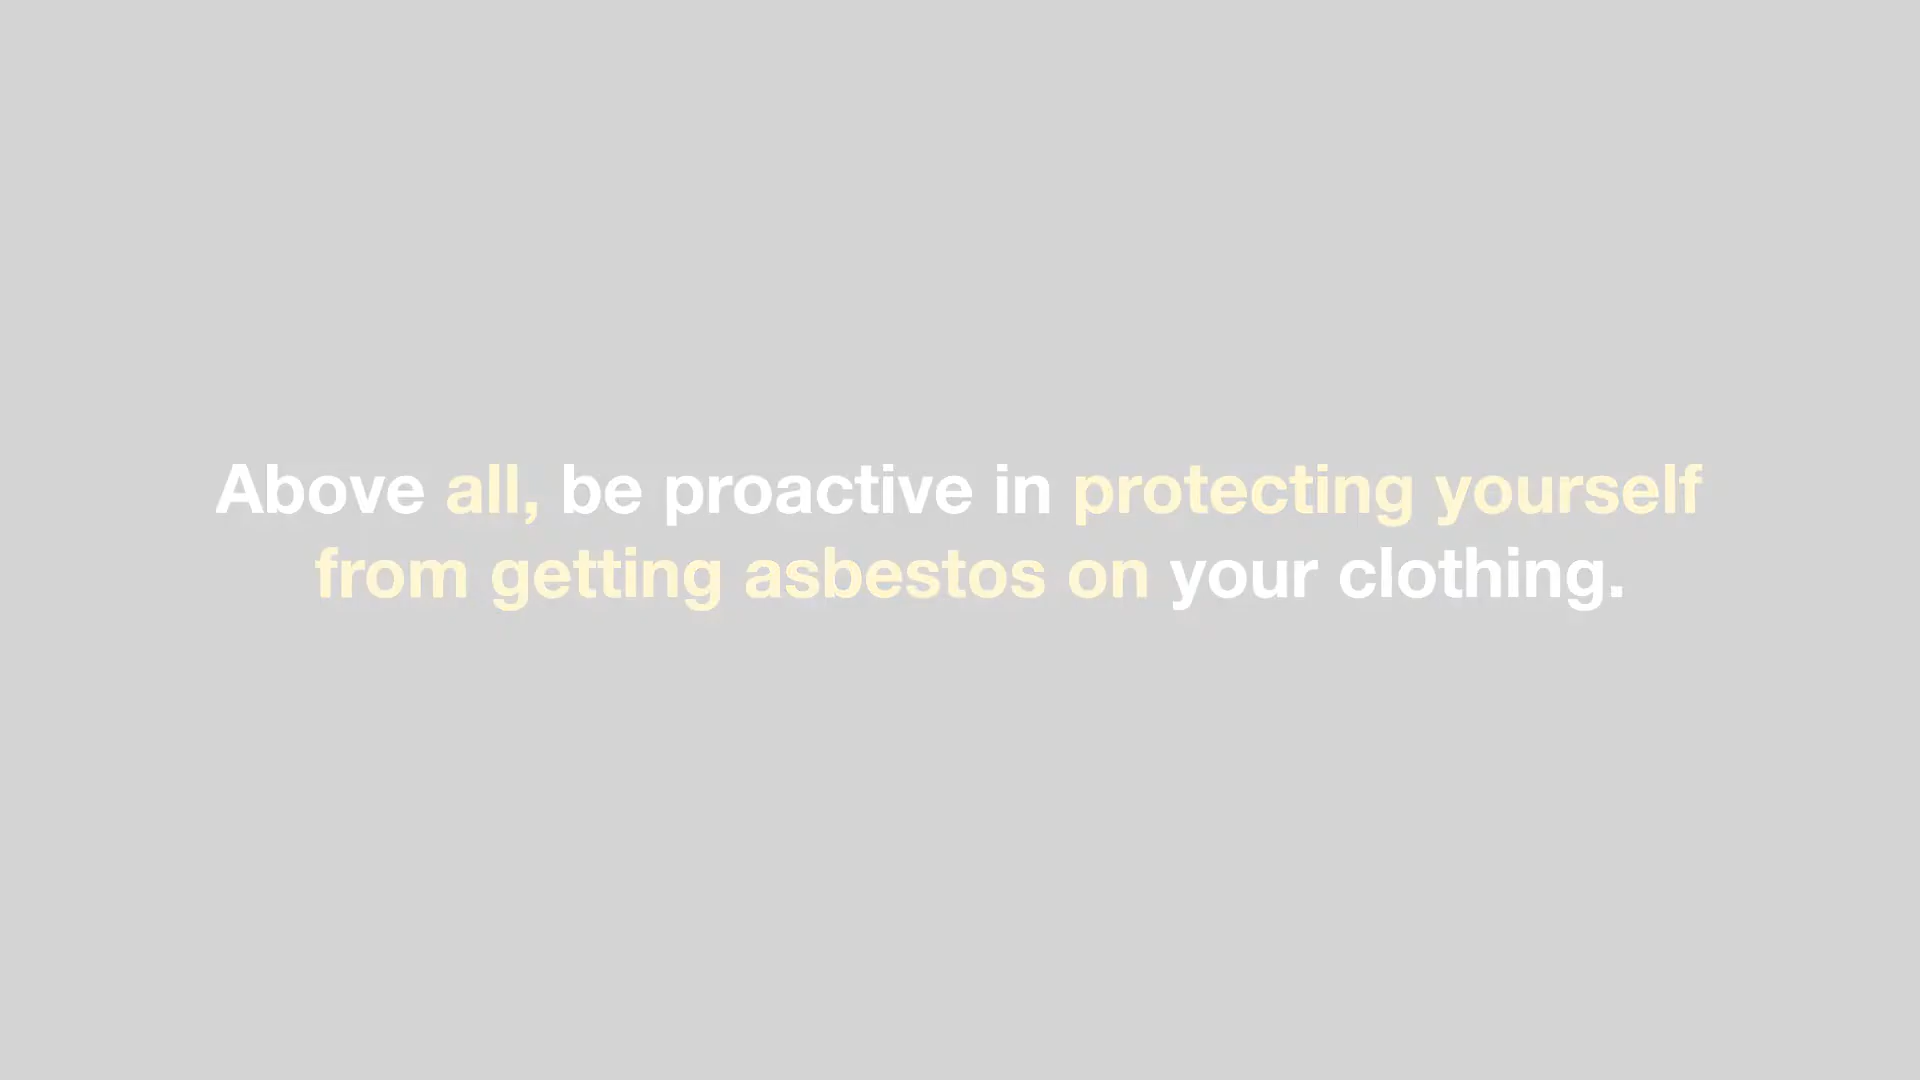 Above all, be proactive in protecting yourself
from getting asbestos on your clothing.